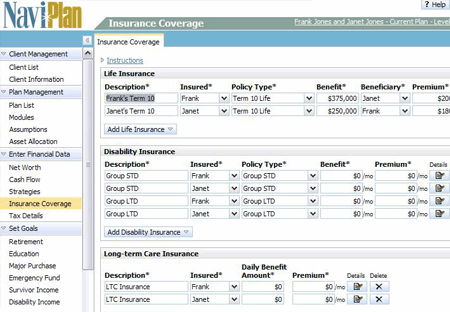 Navi Plan
? Help
Insurance Coverage
Frank Jones and Janet Jones - Current Plan - Level
Insurance Coverage
Instructions
Client Management
Client List
Client Information
Plan Management
Plan List
Modules
Assumptions
Asset Allocation
Enter Financial Data
Net Worth
Cash Flow
Strategies
Insurance Coverage
Tax Details
Set Goals
Retirement
Education
Major Purchase
Emergency Fund
Survivor Income
Disability Income
Life Insurance
Description* Insured* Policy Type* Benefit* Beneficiary* Premium*
Frank's Term 10 Frank Term 10 Life $375,000 Janet
Janet's Term 10 Janet Term 10 Life $250,000 Frank
Add Life Insurance
Disability Insurance
Description* Insured* Policy Type* Benefit* Premium* Details
Group STD Frank Group STD $0 /mo $0 /mo
Group STD Janet Group STD $0 /mo $0 /mo
Group LTD Frank Group LTD $0 /mo $0 /mo
Group LTD Janet Group LTD $0 /mo $0 /mo
Add Disability Insurance
Long-term Care Insurance
Description* Insured* Daily Benefit Amount* Premium* Details Delete
LTC Insurance Frank $0 $0 /mo
LTC Insurance Janet $0 $0 /mo